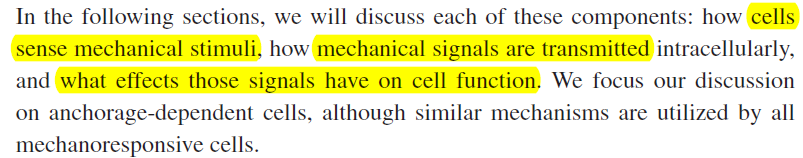 In the following sections, we will discuss each of these components: how cells
sense mechanical stimuli, how mechanical signals are transmitted intracellularly,
and what effects those signals have on cell function. We focus our discussion
on anchorage-dependent cells, although similar mechanisms are utilized by all
mechanoresponsive cells.